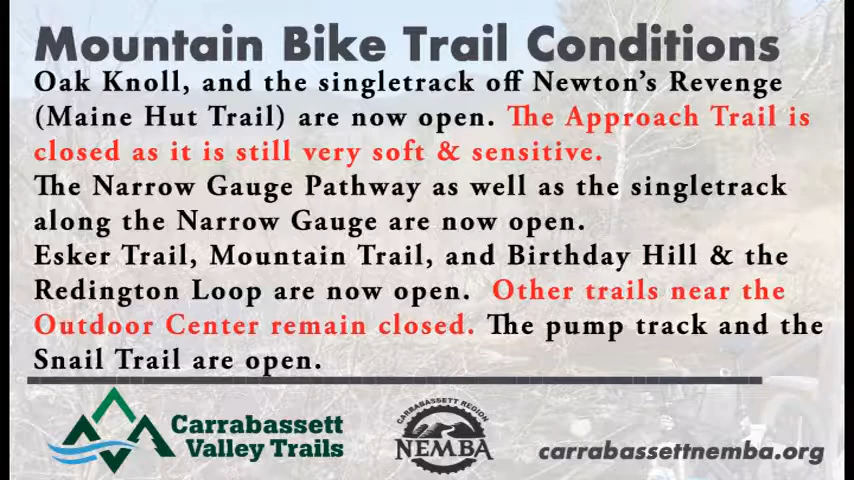 Mountain Bike Trail Conditions
Oak Knoll, and the singletrack off Newton's Revenge
(Maine Hut Trail) are now open. The Approach Trail is
closed as it is still very soft & sensitive.
The Narrow Gauge Pathway as well as the singletrack
along the Narrow Gauge are now open.
Esker Trail, Mountain Trail, and Birthday Hill & the
Redington Loop are now open. Other trails near the
Outdoor Center remain closed. The pump track and the
Snail Trail are open.
Carrabassett
Valley Trails
CARRABASSETT REGION
NEMBA
carrabassettnemba.org